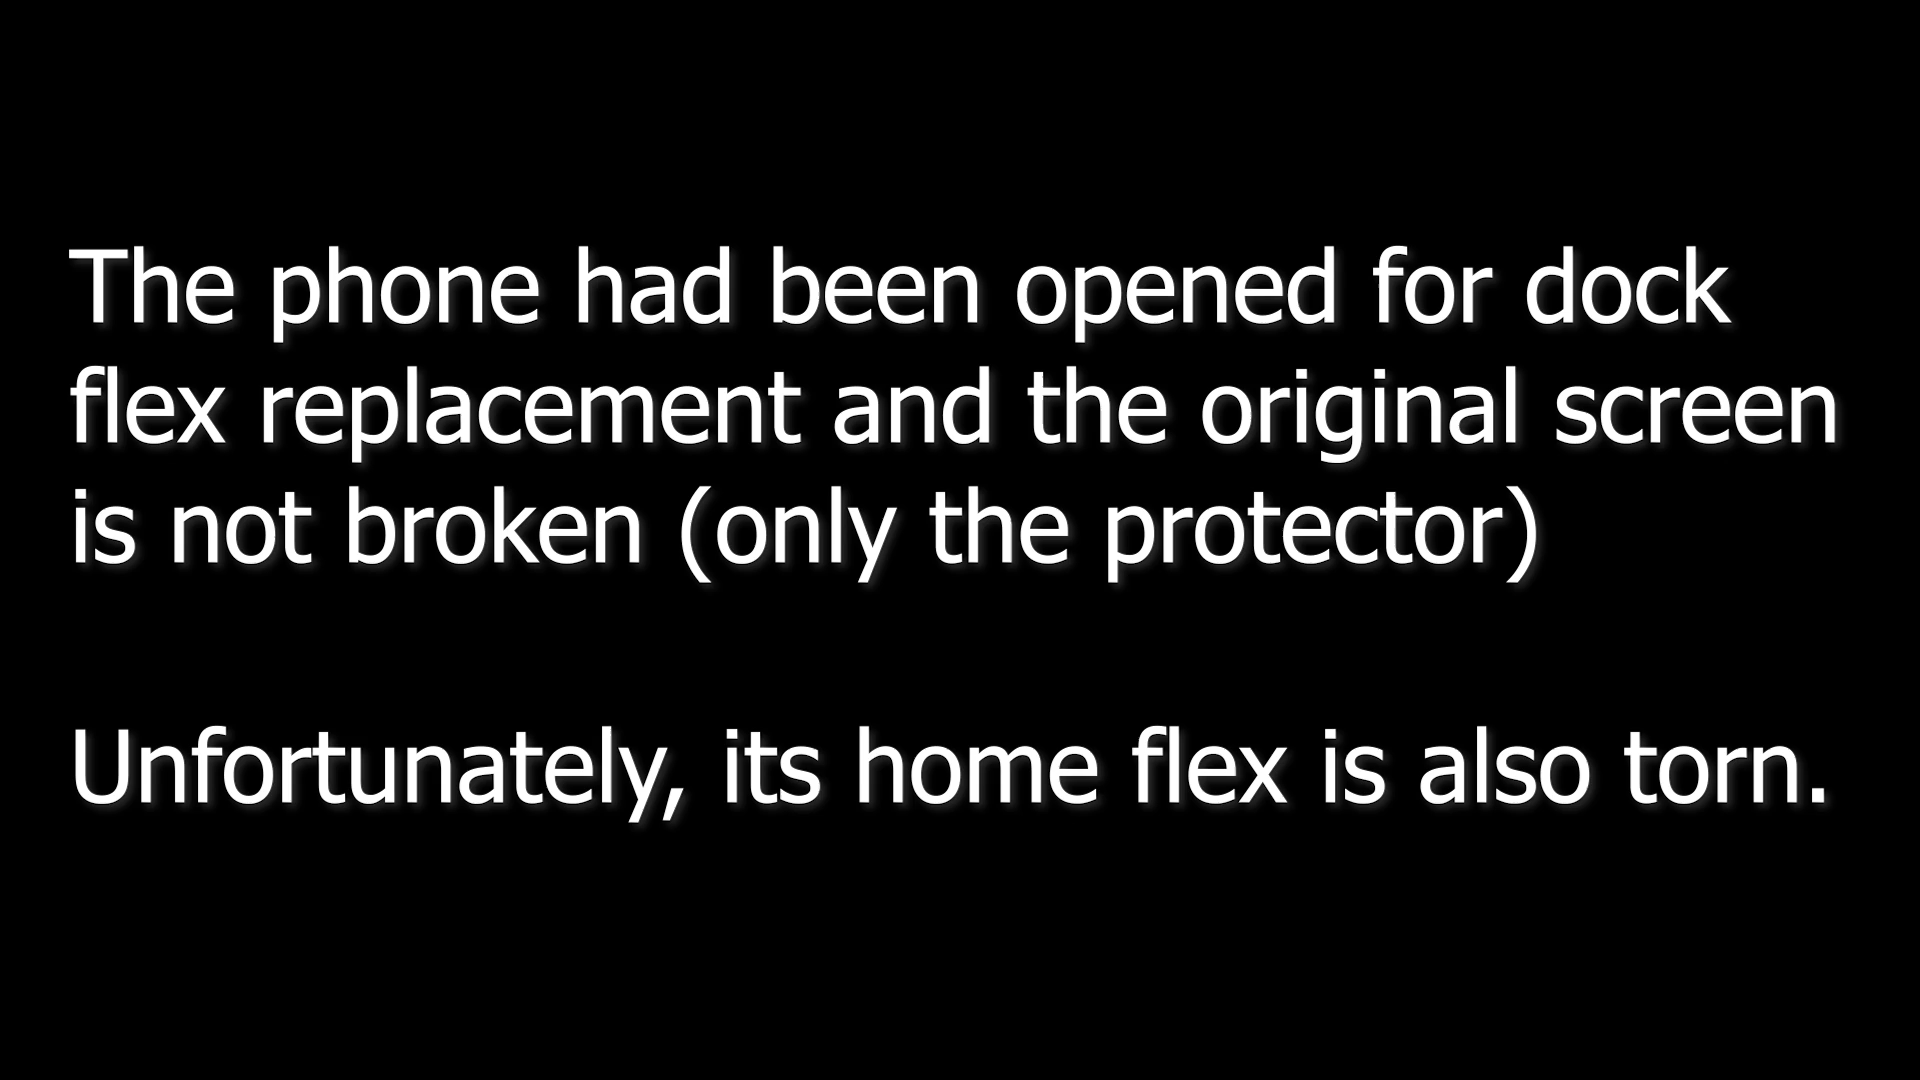 The phone had been opened for dock
flex replacement and the original screen
is not broken (only the protector)
Unfortunately, its home flex is also torn.